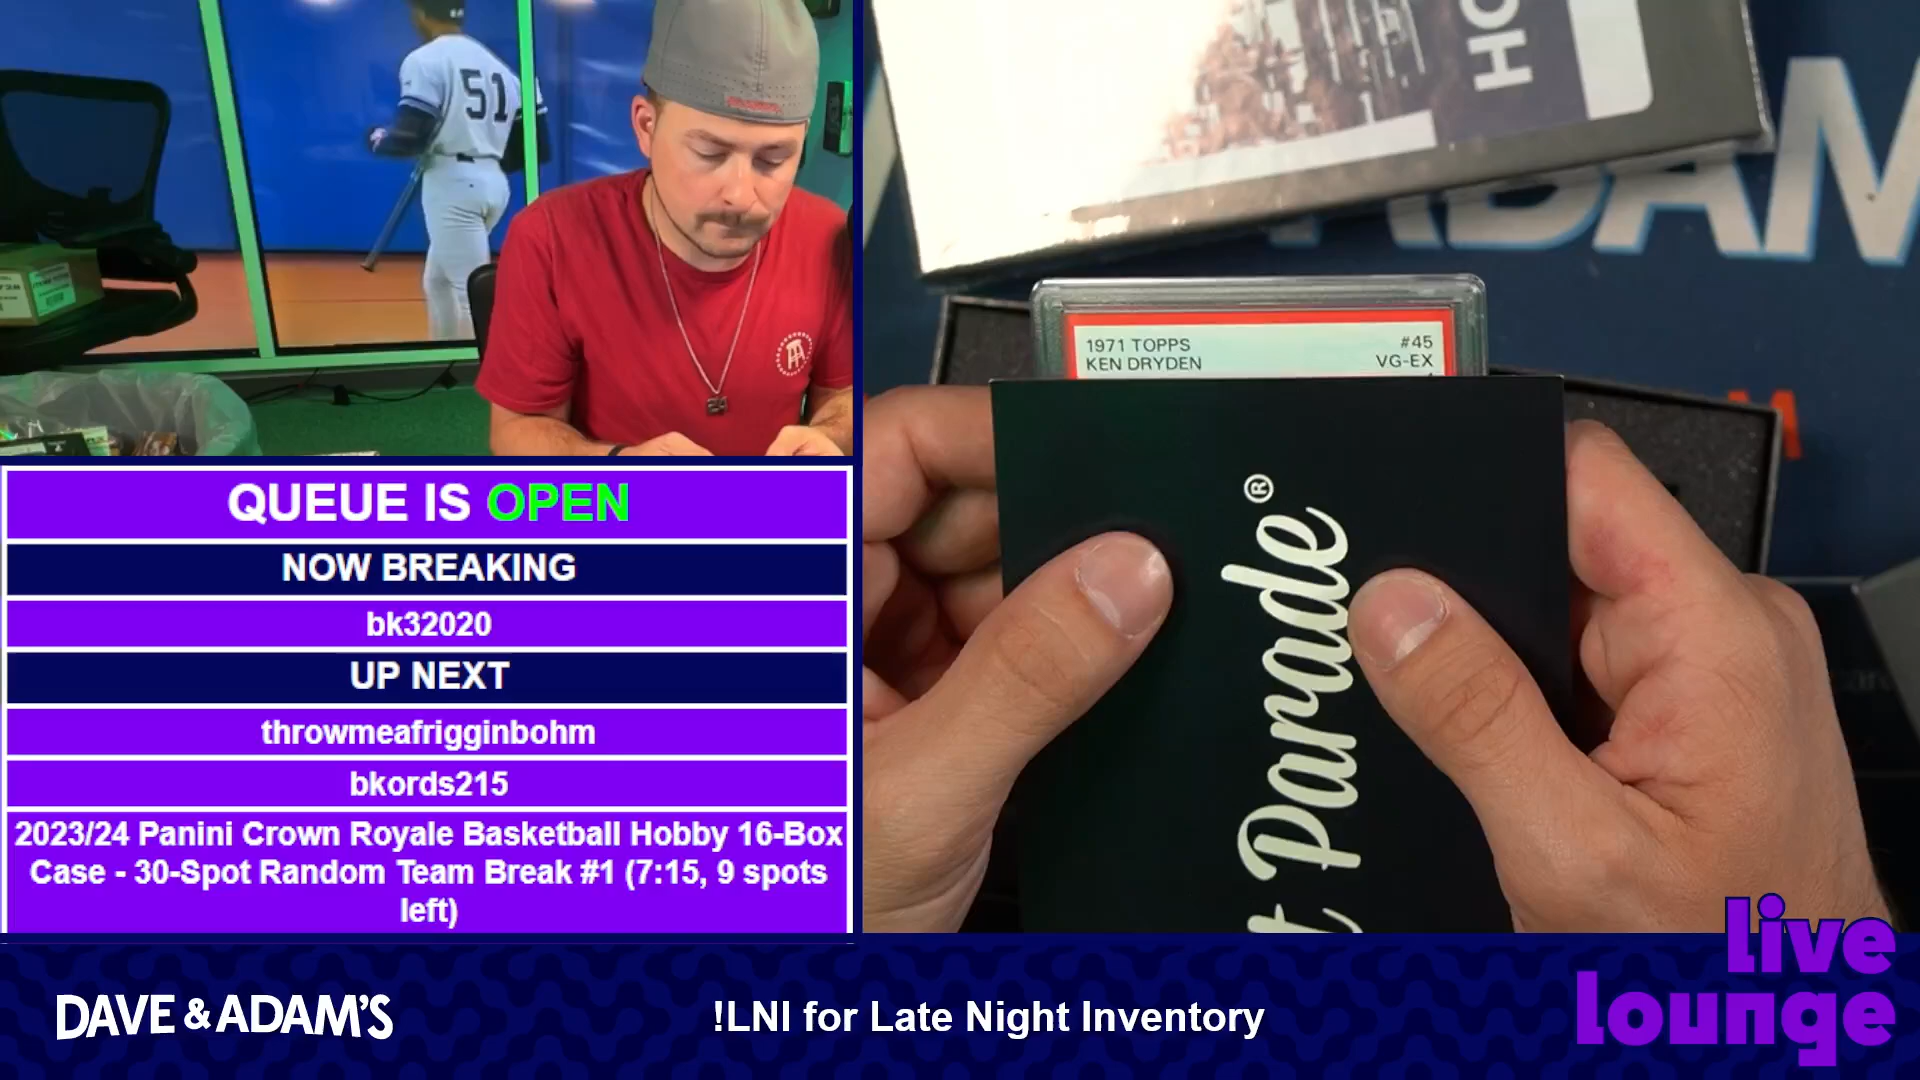 51
QUEUE IS OPEN
NOW BREAKING
bk32020
UP NEXT
throwmeafrigginbohm
bkords215
2023/24 Panini Crown Royale Basketball Hobby 16-Box
Case - 30-Spot Random Team Break #1 (7:15, 9 spots
left)
HO
ADAM
1971 TOPPS #45
KEN DRYDEN VG-EX
t Parade®
DAVE & ADAM'S
!LNI for Late Night Inventory
live
lounge